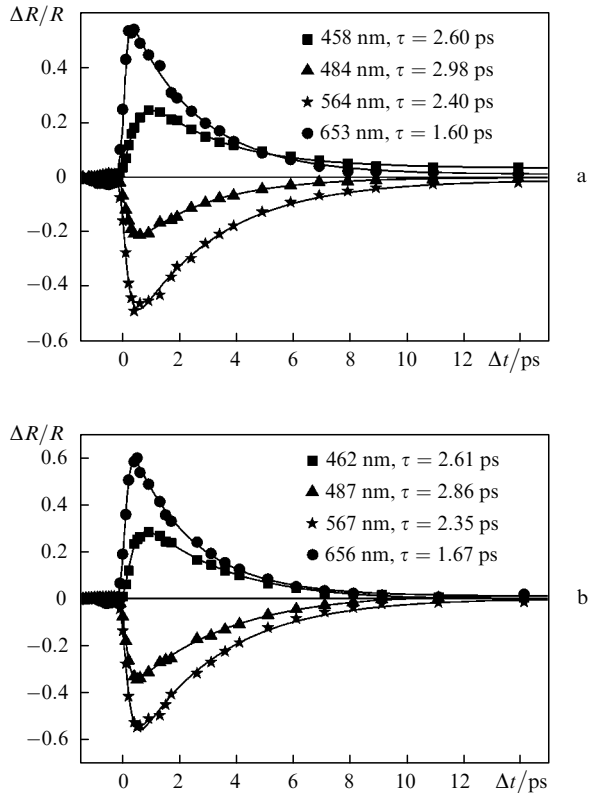 ΔR/R
0.4
0.2
0
−0.2
−0.4
−0.6
458 nm, τ = 2.60 ps
484 nm, τ = 2.98 ps
564 nm, τ = 2.40 ps
653 nm, τ = 1.60 ps
a
0 2 4 6 8 10 12 Δt/ps
ΔR/R
0.6
0.4
0.2
0
−0.2
−0.4
−0.6
462 nm, τ = 2.61 ps
487 nm, τ = 2.86 ps
567 nm, τ = 2.35 ps
656 nm, τ = 1.67 ps
b
0 2 4 6 8 10 12 Δt/ps